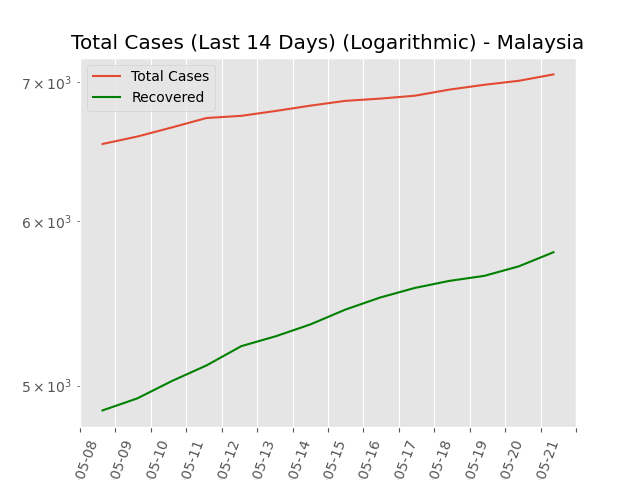 Total Cases (Last 14 Days) (Logarithmic) - Malaysia
Total Cases
Recovered
7 × 10³
6 × 10³
5 × 10³
05-08
05-09
05-10
05-11
05-12
05-13
05-14
05-15
05-16
05-17
05-18
05-19
05-20
05-21